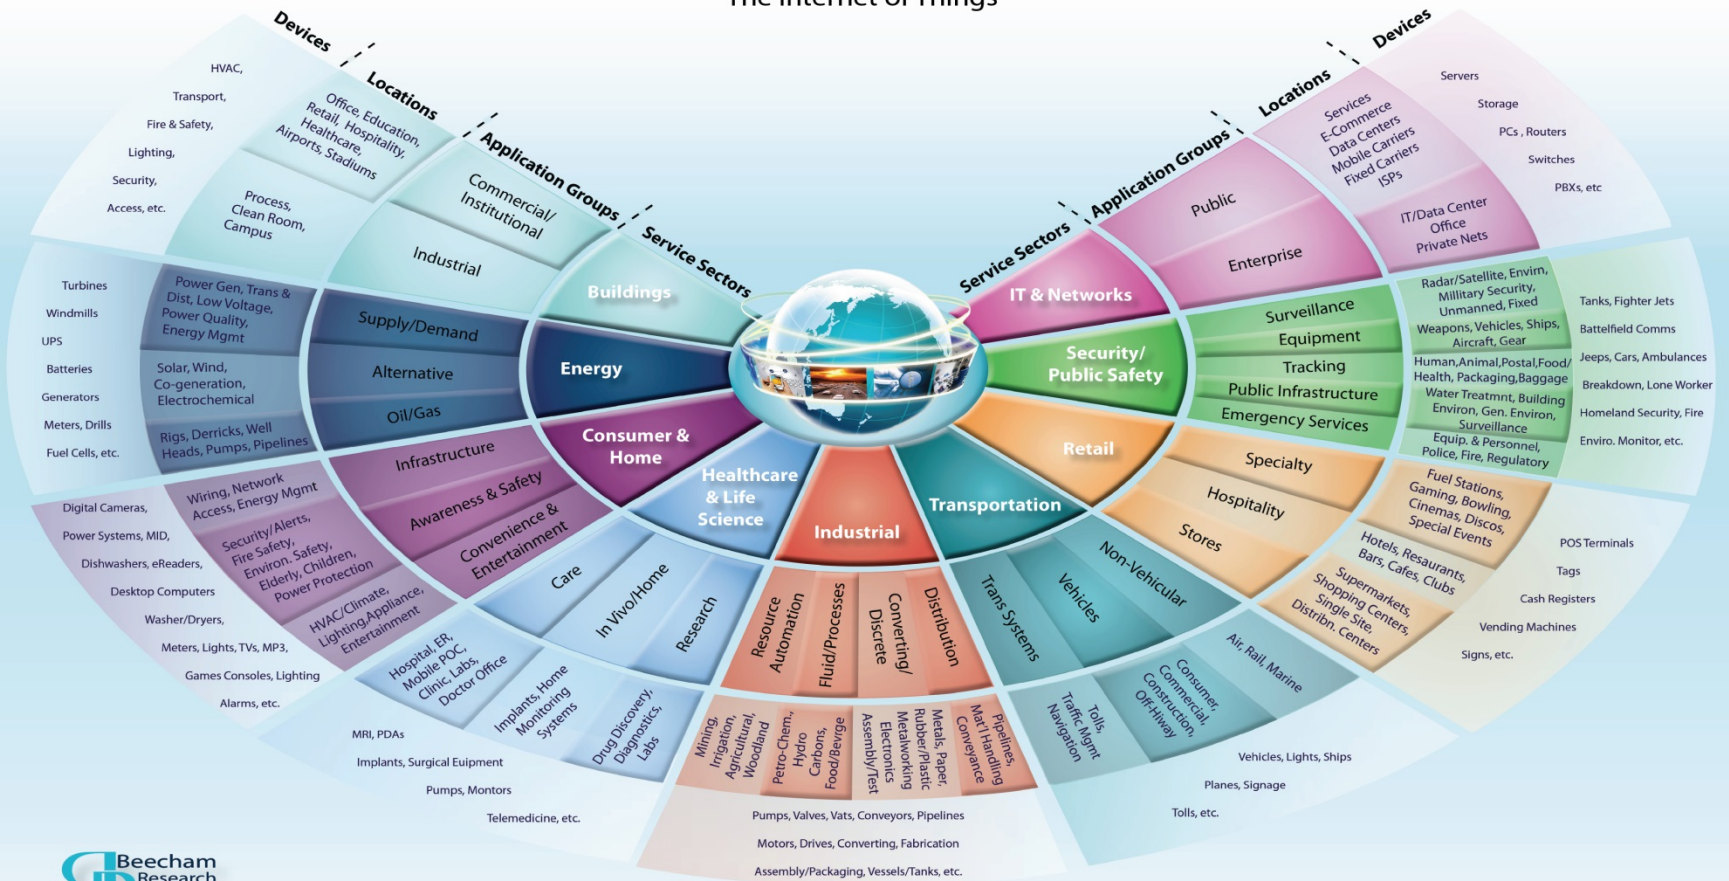 The Internet of Things
Devices
Locations
Application Groups
Service Sectors
HVAC,
Transport,
Fire & Safety,
Lighting,
Security,
Access, etc.
Office, Education,
Retail, Hospitality,
Healthcare,
Airports, Stadiums
Process,
Clean Room,
Campus
Commercial/
Institutional
Industrial
Buildings
Turbines
Windmills
UPS
Batteries
Generators
Meters, Drills
Fuel Cells, etc.
Power Gen, Trans &
Dist, Low Voltage,
Power Quality,
Energy Mgmt
Solar, Wind,
Co-generation,
Electrochemical
Rigs, Derricks, Well
Heads, Pumps, Pipelines
Supply/Demand
Alternative
Oil/Gas
Energy
Digital Cameras,
Power Systems, MID,
Dishwashers, eReaders,
Desktop Computers
Washer/Dryers,
Meters, Lights, TVs, MP3,
Games Consoles, Lighting
Alarms, etc.
Wiring, Network
Access, Energy Mgmt
Security/Alerts,
Fire Safety,
Environ. Safety,
Elderly, Children,
Power Protection
HVAC/Climate,
Lighting,Appliance,
Entertainment
Infrastructure
Awareness & Safety
Convenience &
Entertainment
Consumer &
Home
MRI, PDAs
Implants, Surgical Euipment
Pumps, Montors
Telemedicine, etc.
Hospital, ER,
Mobile POC,
Clinic, Labs,
Doctor Office
Implants, Home
Monitoring
Systems
Drug Discovery,
Diagnostics,
Labs
Care
In Vivo/Home
Research
Healthcare
& Life
Science
Industrial
Resource
Automation
Fluid/Processes
Converting/
Discrete
Distribution
Mining,
Irrigation,
Agricultural,
Woodland
Petro-Chem.,
Hydro
Carbons,
Food/Bevrge
Metals, Paper,
Rubber/Plastic
Metalworking
Electronics
Assembly/Test
Pipelines,
Mat'l Handling
Conveyance
Pumps, Valves, Vats, Conveyors, Pipelines
Motors, Drives, Converting, Fabrication
Assembly/Packaging, Vessels/Tanks, etc.
Transportation
Trans Systems
Vehicles
Non-Vehicular
Tolls,
Traffic Mgmt
Navigation
Consumer,
Commercial,
Construction,
Off-Hiway
Air, Rail, Marine
Vehicles, Lights, Ships
Planes, Signage
Tolls, etc.
Retail
Specialty
Hospitality
Stores
Fuel Stations,
Gaming, Bowling,
Cinemas, Discos,
Special Events
Hotels, Resaurants,
Bars, Cafes, Clubs
Supermarkets,
Shopping Centers,
Single Site,
Distribn. Centers
POS Terminals
Tags
Cash Registers
Vending Machines
Signs, etc.
Security/
Public Safety
Surveillance
Equipment
Tracking
Public Infrastructure
Emergency Services
Radar/Satellite, Envirn,
Millitary Security,
Unmanned, Fixed
Weapons, Vehicles, Ships,
Aircraft, Gear
Human,Animal,Postal,Food/
Health, Packaging,Baggage
Water Treatmnt, Building
Environ, Gen. Environ,
Surveillance
Equip. & Personnel,
Police, Fire, Regulatory
Tanks, Fighter Jets
Battelfield Comms
Jeeps, Cars, Ambulances
Breakdown, Lone Worker
Homeland Security, Fire
Enviro. Monitor, etc.
IT & Networks
Public
Enterprise
Services
E-Commerce
Data Centers
Mobile Carriers
Fixed Carriers
ISPs
IT/Data Center
Office
Private Nets
Servers
Storage
PCs , Routers
Switches
PBXs, etc
Service Sectors
Application Groups
Locations
Devices
Beecham
Research